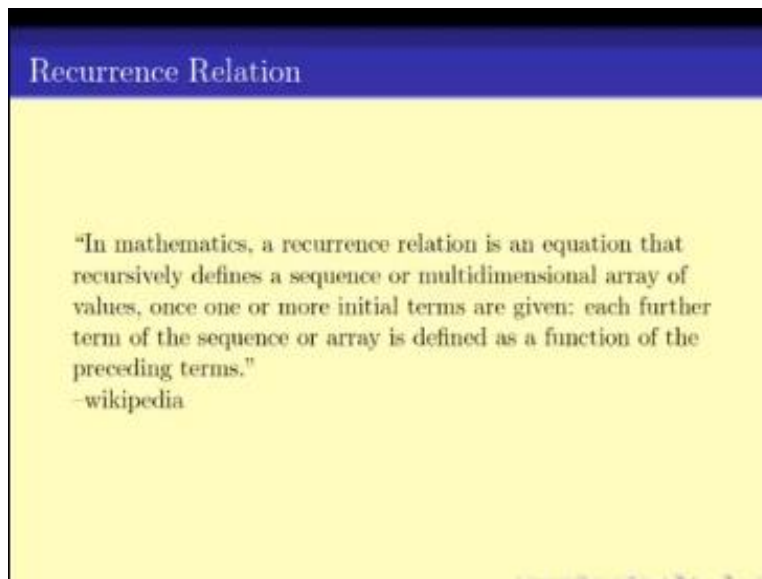 Recurrence Relation
“In mathematics, a recurrence relation is an equation that
recursively defines a sequence or multidimensional array of
values, once one or more initial terms are given: each further
term of the sequence or array is defined as a function of the
preceding terms.”
–wikipedia